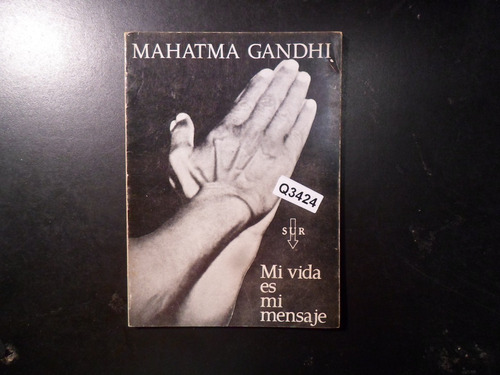 MAHATMA GANDHI
Q3424
SUR
Mi vida
es
mi
mensaje